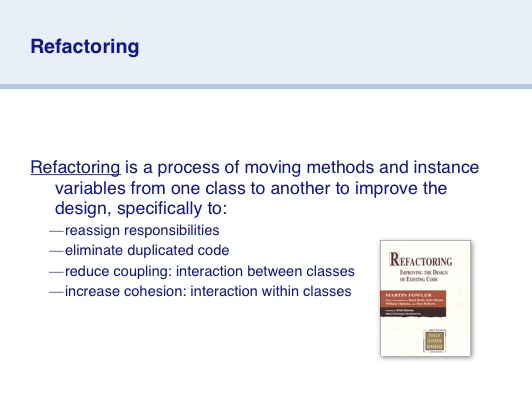 Refactoring
Refactoring is a process of moving methods and instance
variables from one class to another to improve the
design, specifically to:
—reassign responsibilities
—eliminate duplicated code
—reduce coupling: interaction between classes
—increase cohesion: interaction within classes
REFACTORING
IMPROVING THE DESIGN
OF EXISTING CODE
MARTIN FOWLER